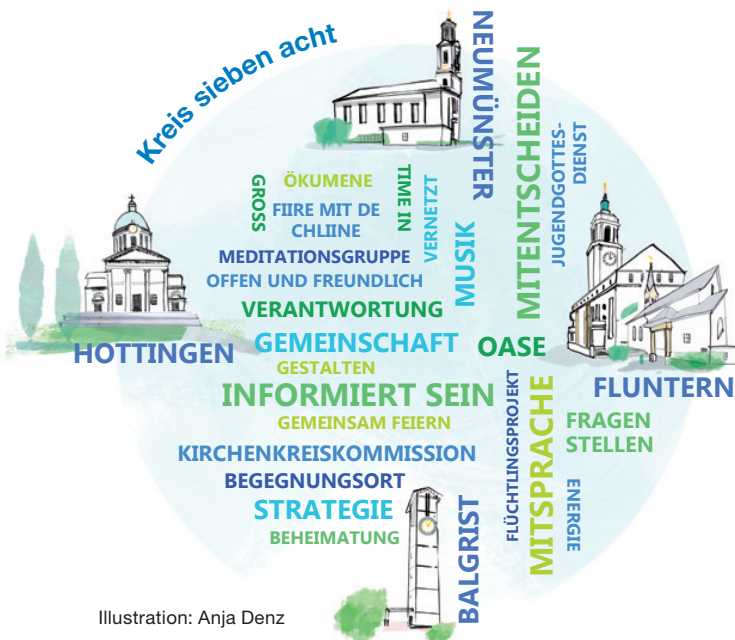 Kreis sieben acht
NEUMÜNSTER
MITENTSCHEIDEN
JUGENDGOTTES-
DIENST
GROSS
ÖKUMENE
TIME IN
VERNETZT
FIIRE MIT DE
CHLIINE
MUSIK
MEDITATIONSGRUPPE
OFFEN UND FREUNDLICH
VERANTWORTUNG
HOTTINGEN
GEMEINSCHAFT
OASE
GESTALTEN
FLUNTERN
INFORMIERT SEIN
FLÜCHTLINGSPROJEKT
MITSPRACHE
FRAGEN
STELLEN
GEMEINSAM FEIERN
KIRCHENKREISKOMMISSION
BEGEGNUNGSORT
ENERGIE
STRATEGIE
BALGRIST
BEHEIMATUNG
Illustration: Anja Denz